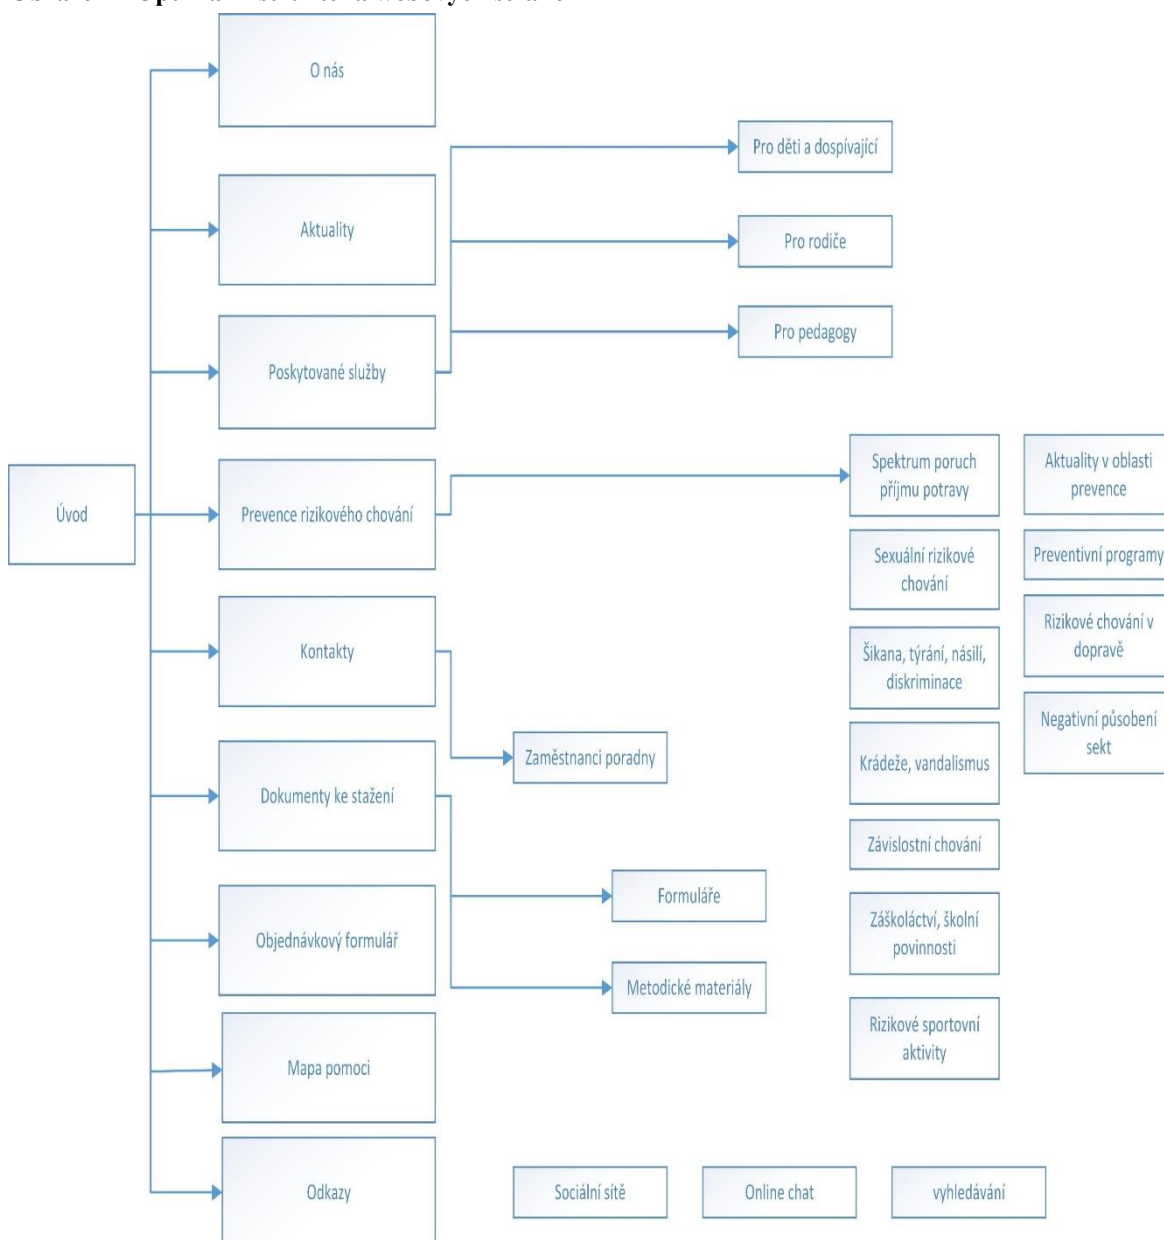 O nás
Pro děti a dospívající
Aktuality
Pro rodiče
Pro pedagogy
Poskytované služby
Úvod
Prevence rizikového chování
Spektrum poruch
příjmu potravy
Aktuality v oblasti
prevence
Sexuální rizikové
chování
Preventivní programy
Šikana, týrání, násilí,
diskriminace
Rizikové chování v
dopravě
Kontakty
Zaměstnanci poradny
Krádeže, vandalismus
Negativní působení
sekt
Dokumenty ke stažení
Závislostní chování
Formuláře
Záškoláctví, školní
povinnosti
Objednávkový formulář
Metodické materiály
Rizikové sportovní
aktivity
Mapa pomoci
Odkazy
Sociální sítě
Online chat
vyhledávání